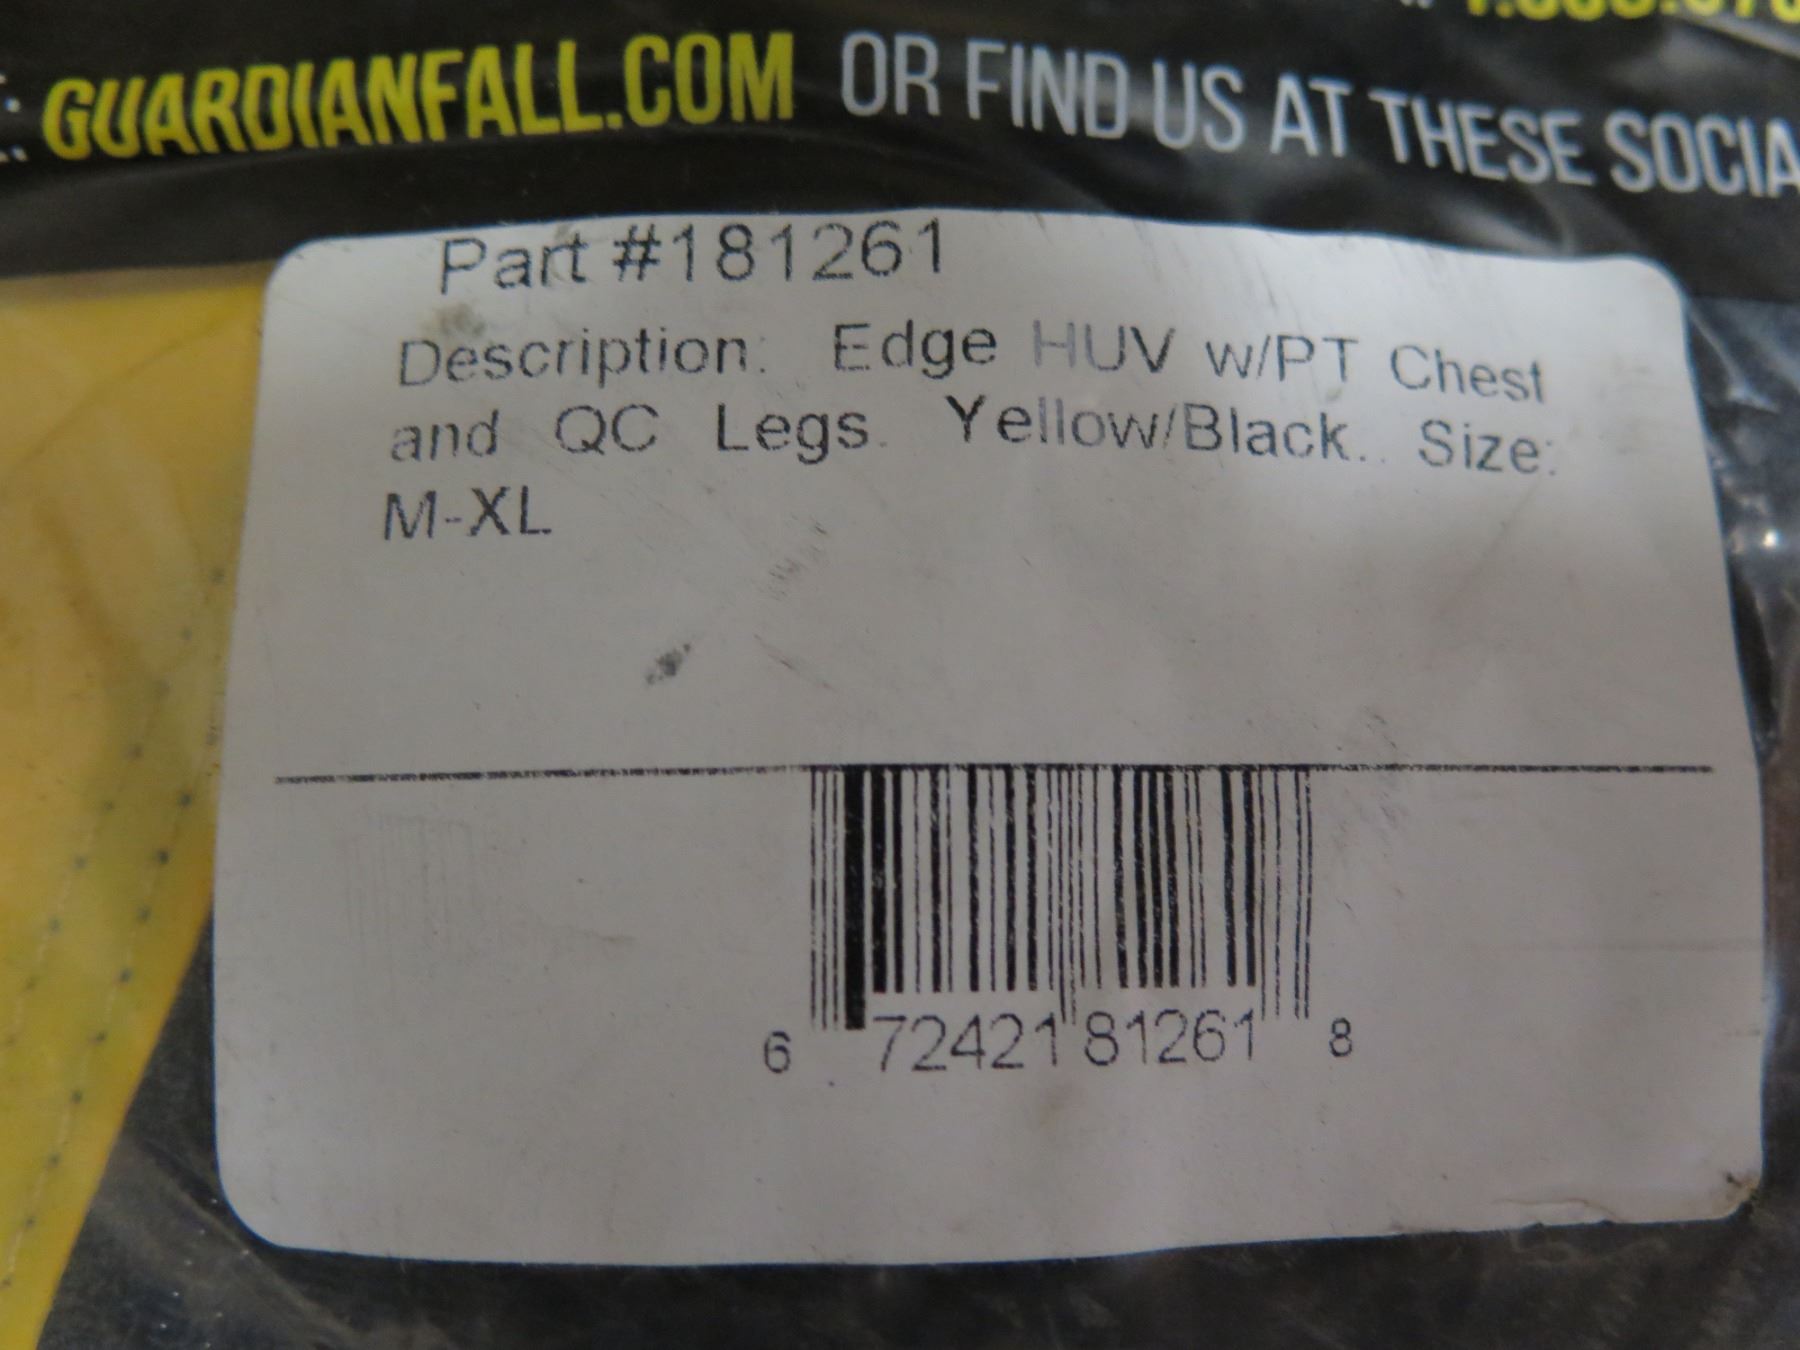 GUARDIANFALL.COM OR FIND US AT THESE
Part #181261
Description: Edge HUV w/PT Chest
and QC Legs. Yellow/Black.. Size:
M-XL
6 72421 81261 8